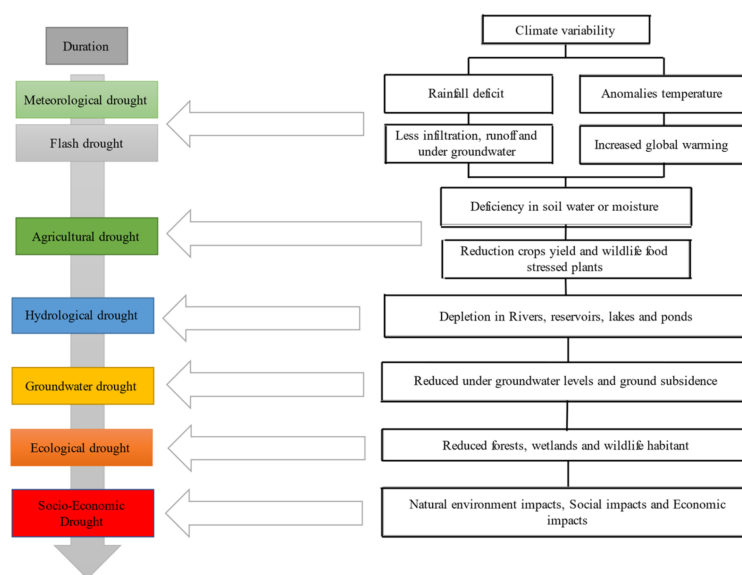 Climate variability
Duration
Meteorological drought
Rainfall deficit
Anomalies temperature
Flash drought
Less infiltration, runoff and
under groundwater
Increased global warming
Deficiency in soil water or moisture
Agricultural drought
Reduction crops yield and wildlife food
stressed plants
Hydrological drought
Depletion in Rivers, reservoirs, lakes and ponds
Groundwater drought
Reduced under groundwater levels and ground subsidence
Ecological drought
Reduced forests, wetlands and wildlife habitant
Socio-Economic
Drought
Natural environment impacts, Social impacts and Economic
impacts